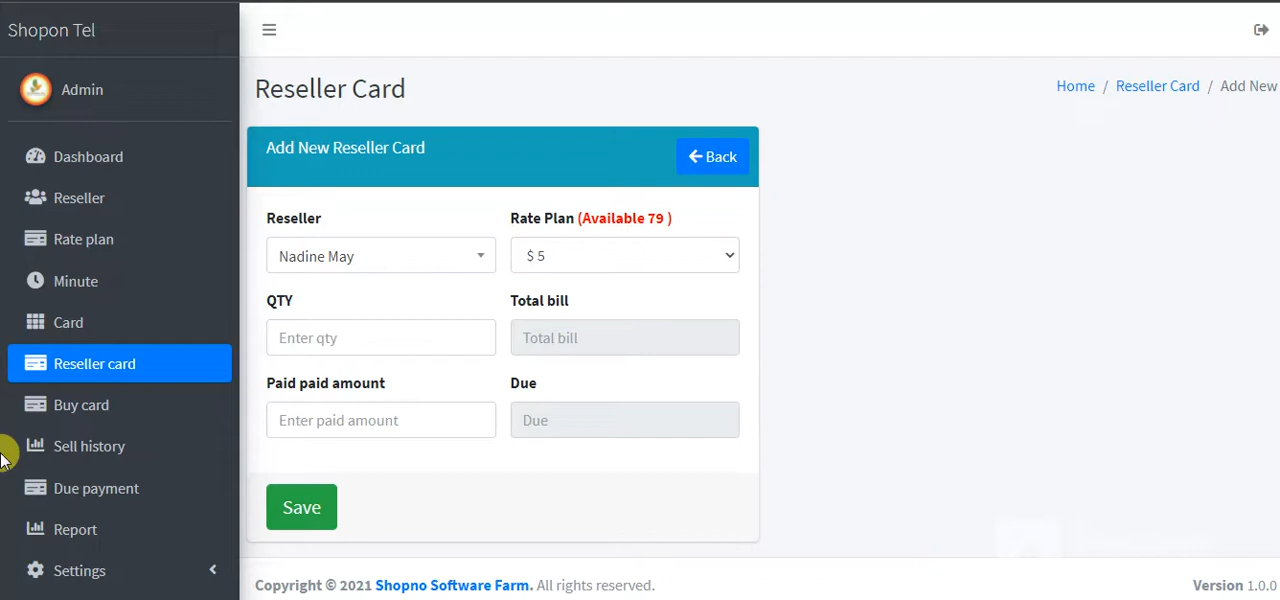 Shopon Tel
Admin
Dashboard
Reseller
Rate plan
Minute
Card
Reseller card
Buy card
Sell history
Due payment
Report
Settings
Reseller Card
Home / Reseller Card / Add New
Add New Reseller Card
Back
Reseller
Rate Plan (Available 79 )
Nadine May
$ 5
QTY
Total bill
Enter qty
Total bill
Paid paid amount
Due
Enter paid amount
Due
Save
Copyright © 2021 Shopno Software Farm. All rights reserved.
Version 1.0.0